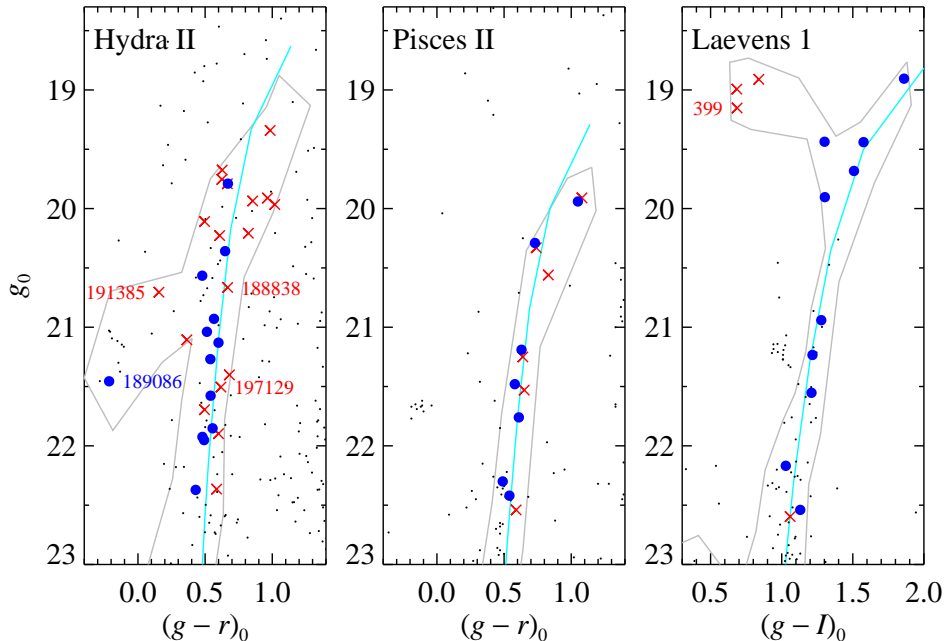 Hydra II
Pisces II
Laevens 1
19
20
21
22
23
g₀
191385
188838
189086
197129
0.0 0.5 1.0
(g – r)₀
19
20
21
22
23
0.0 0.5 1.0
(g – r)₀
19
20
21
22
23
399
0.5 1.0 1.5 2.0
(g – I)₀